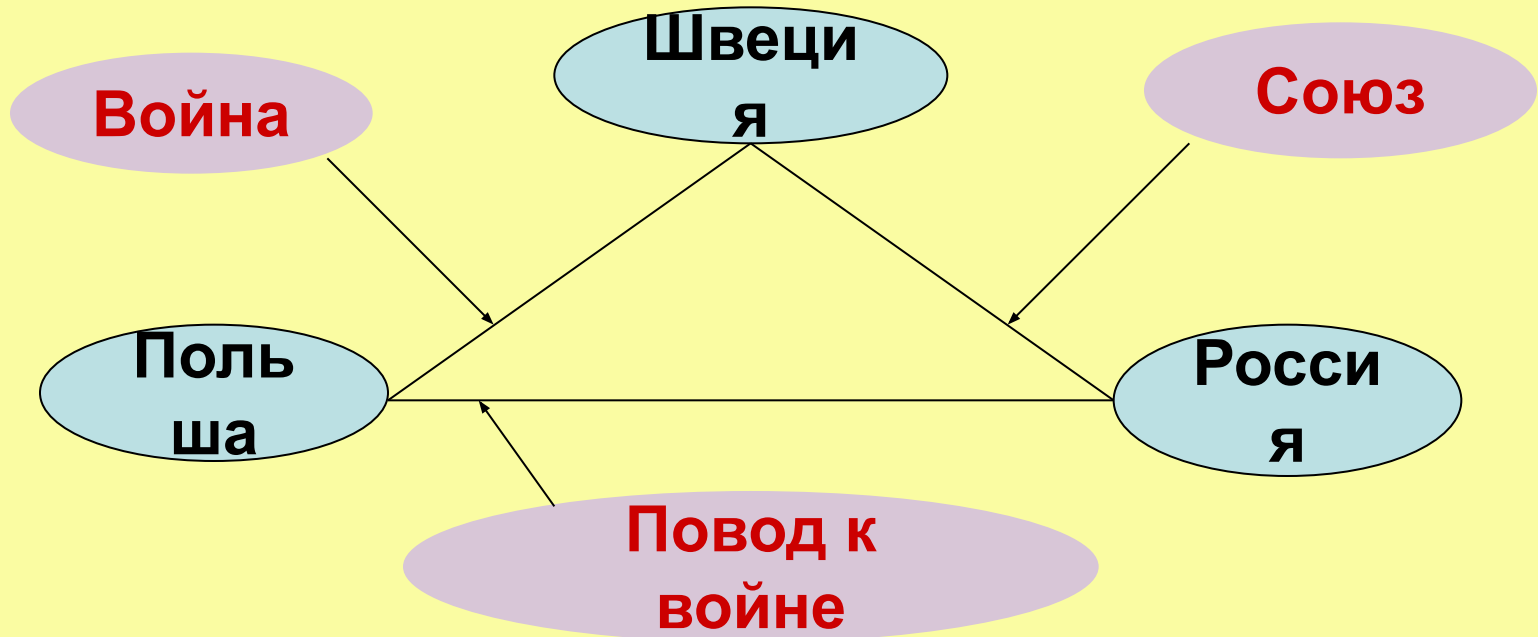 Швеци
я
Война
Союз
Поль
ша
Росси
я
Повод к
войне